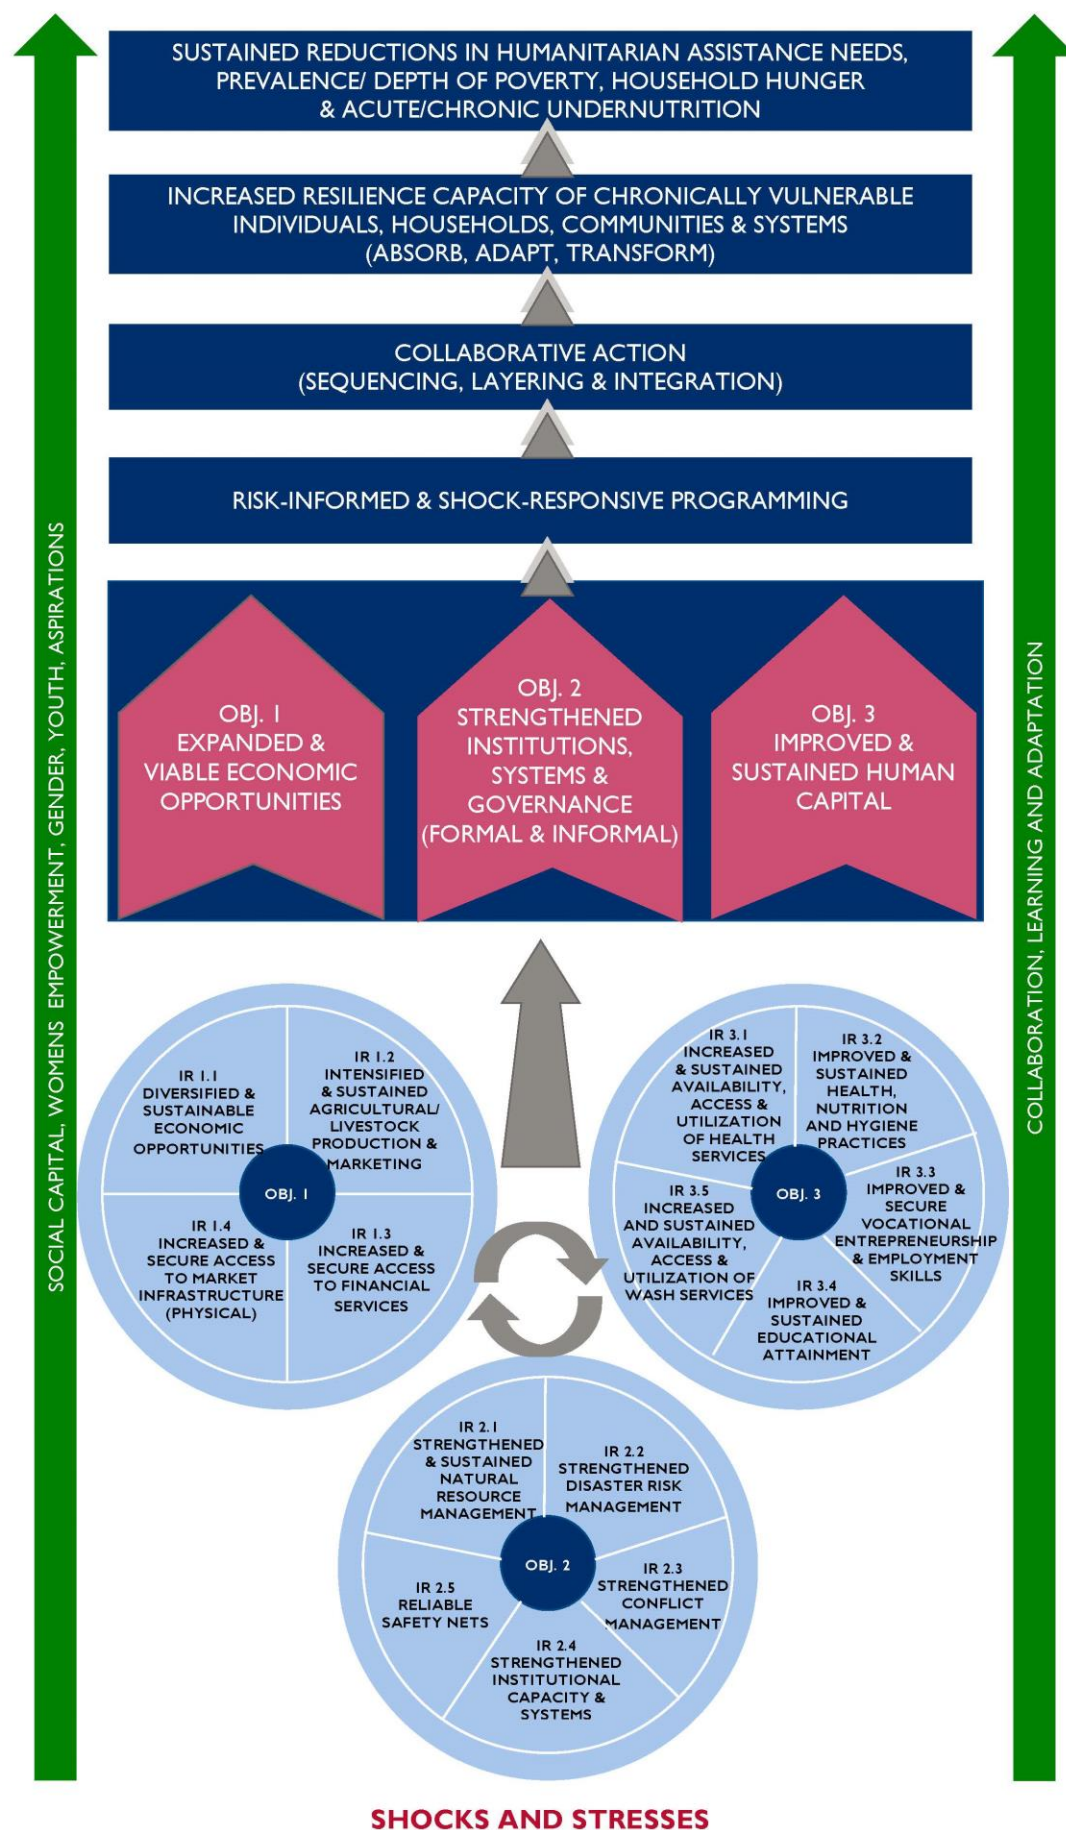 SUSTAINED REDUCTIONS IN HUMANITARIAN ASSISTANCE NEEDS,
PREVALENCE/ DEPTH OF POVERTY, HOUSEHOLD HUNGER
& ACUTE/CHRONIC UNDERNUTRITION
INCREASED RESILIENCE CAPACITY OF CHRONICALLY VULNERABLE
INDIVIDUALS, HOUSEHOLDS, COMMUNITIES & SYSTEMS
(ABSORB, ADAPT, TRANSFORM)
COLLABORATIVE ACTION
(SEQUENCING, LAYERING & INTEGRATION)
RISK-INFORMED & SHOCK-RESPONSIVE PROGRAMMING
SOCIAL CAPITAL, WOMENS EMPOWERMENT, GENDER, YOUTH, ASPIRATIONS
COLLABORATION, LEARNING AND ADAPTATION
OBJ. 1
EXPANDED &
VIABLE ECONOMIC
OPPORTUNITIES
OBJ. 2
STRENGTHENED
INSTITUTIONS,
SYSTEMS &
GOVERNANCE
(FORMAL & INFORMAL)
OBJ. 3
IMPROVED &
SUSTAINED HUMAN
CAPITAL
IR 1.1
DIVERSIFIED &
SUSTAINABLE
ECONOMIC
OPPORTUNITIES
IR 1.2
INTENSIFIED
& SUSTAINED
AGRICULTURAL/
LIVESTOCK
PRODUCTION &
MARKETING
OBJ. 1
IR 1.4
INCREASED &
SECURE ACCESS
TO MARKET
INFRASTRUCTURE
(PHYSICAL)
IR 1.3
INCREASED &
SECURE ACCESS
TO FINANCIAL
SERVICES
IR 3.1
INCREASED
& SUSTAINED
AVAILABILITY,
ACCESS &
UTILIZATION
OF HEALTH
SERVICES
IR 3.2
IMPROVED &
SUSTAINED
HEALTH,
NUTRITION
AND HYGIENE
PRACTICES
OBJ. 3
IR 3.5
INCREASED
AND SUSTAINED
AVAILABILITY,
ACCESS &
UTILIZATION OF
WASH SERVICES
IR 3.3
IMPROVED &
SECURE
VOCATIONAL
ENTREPRENEURSHIP
& EMPLOYMENT
SKILLS
IR 3.4
IMPROVED &
SUSTAINED
EDUCATIONAL
ATTAINMENT
IR 2.1
STRENGTHENED
& SUSTAINED
NATURAL
RESOURCE
MANAGEMENT
IR 2.2
STRENGTHENED
DISASTER RISK
MANAGEMENT
OBJ. 2
IR 2.5
RELIABLE
SAFETY NETS
IR 2.3
STRENGTHENED
CONFLICT
MANAGEMENT
IR 2.4
STRENGTHENED
INSTITUTIONAL
CAPACITY &
SYSTEMS
SHOCKS AND STRESSES